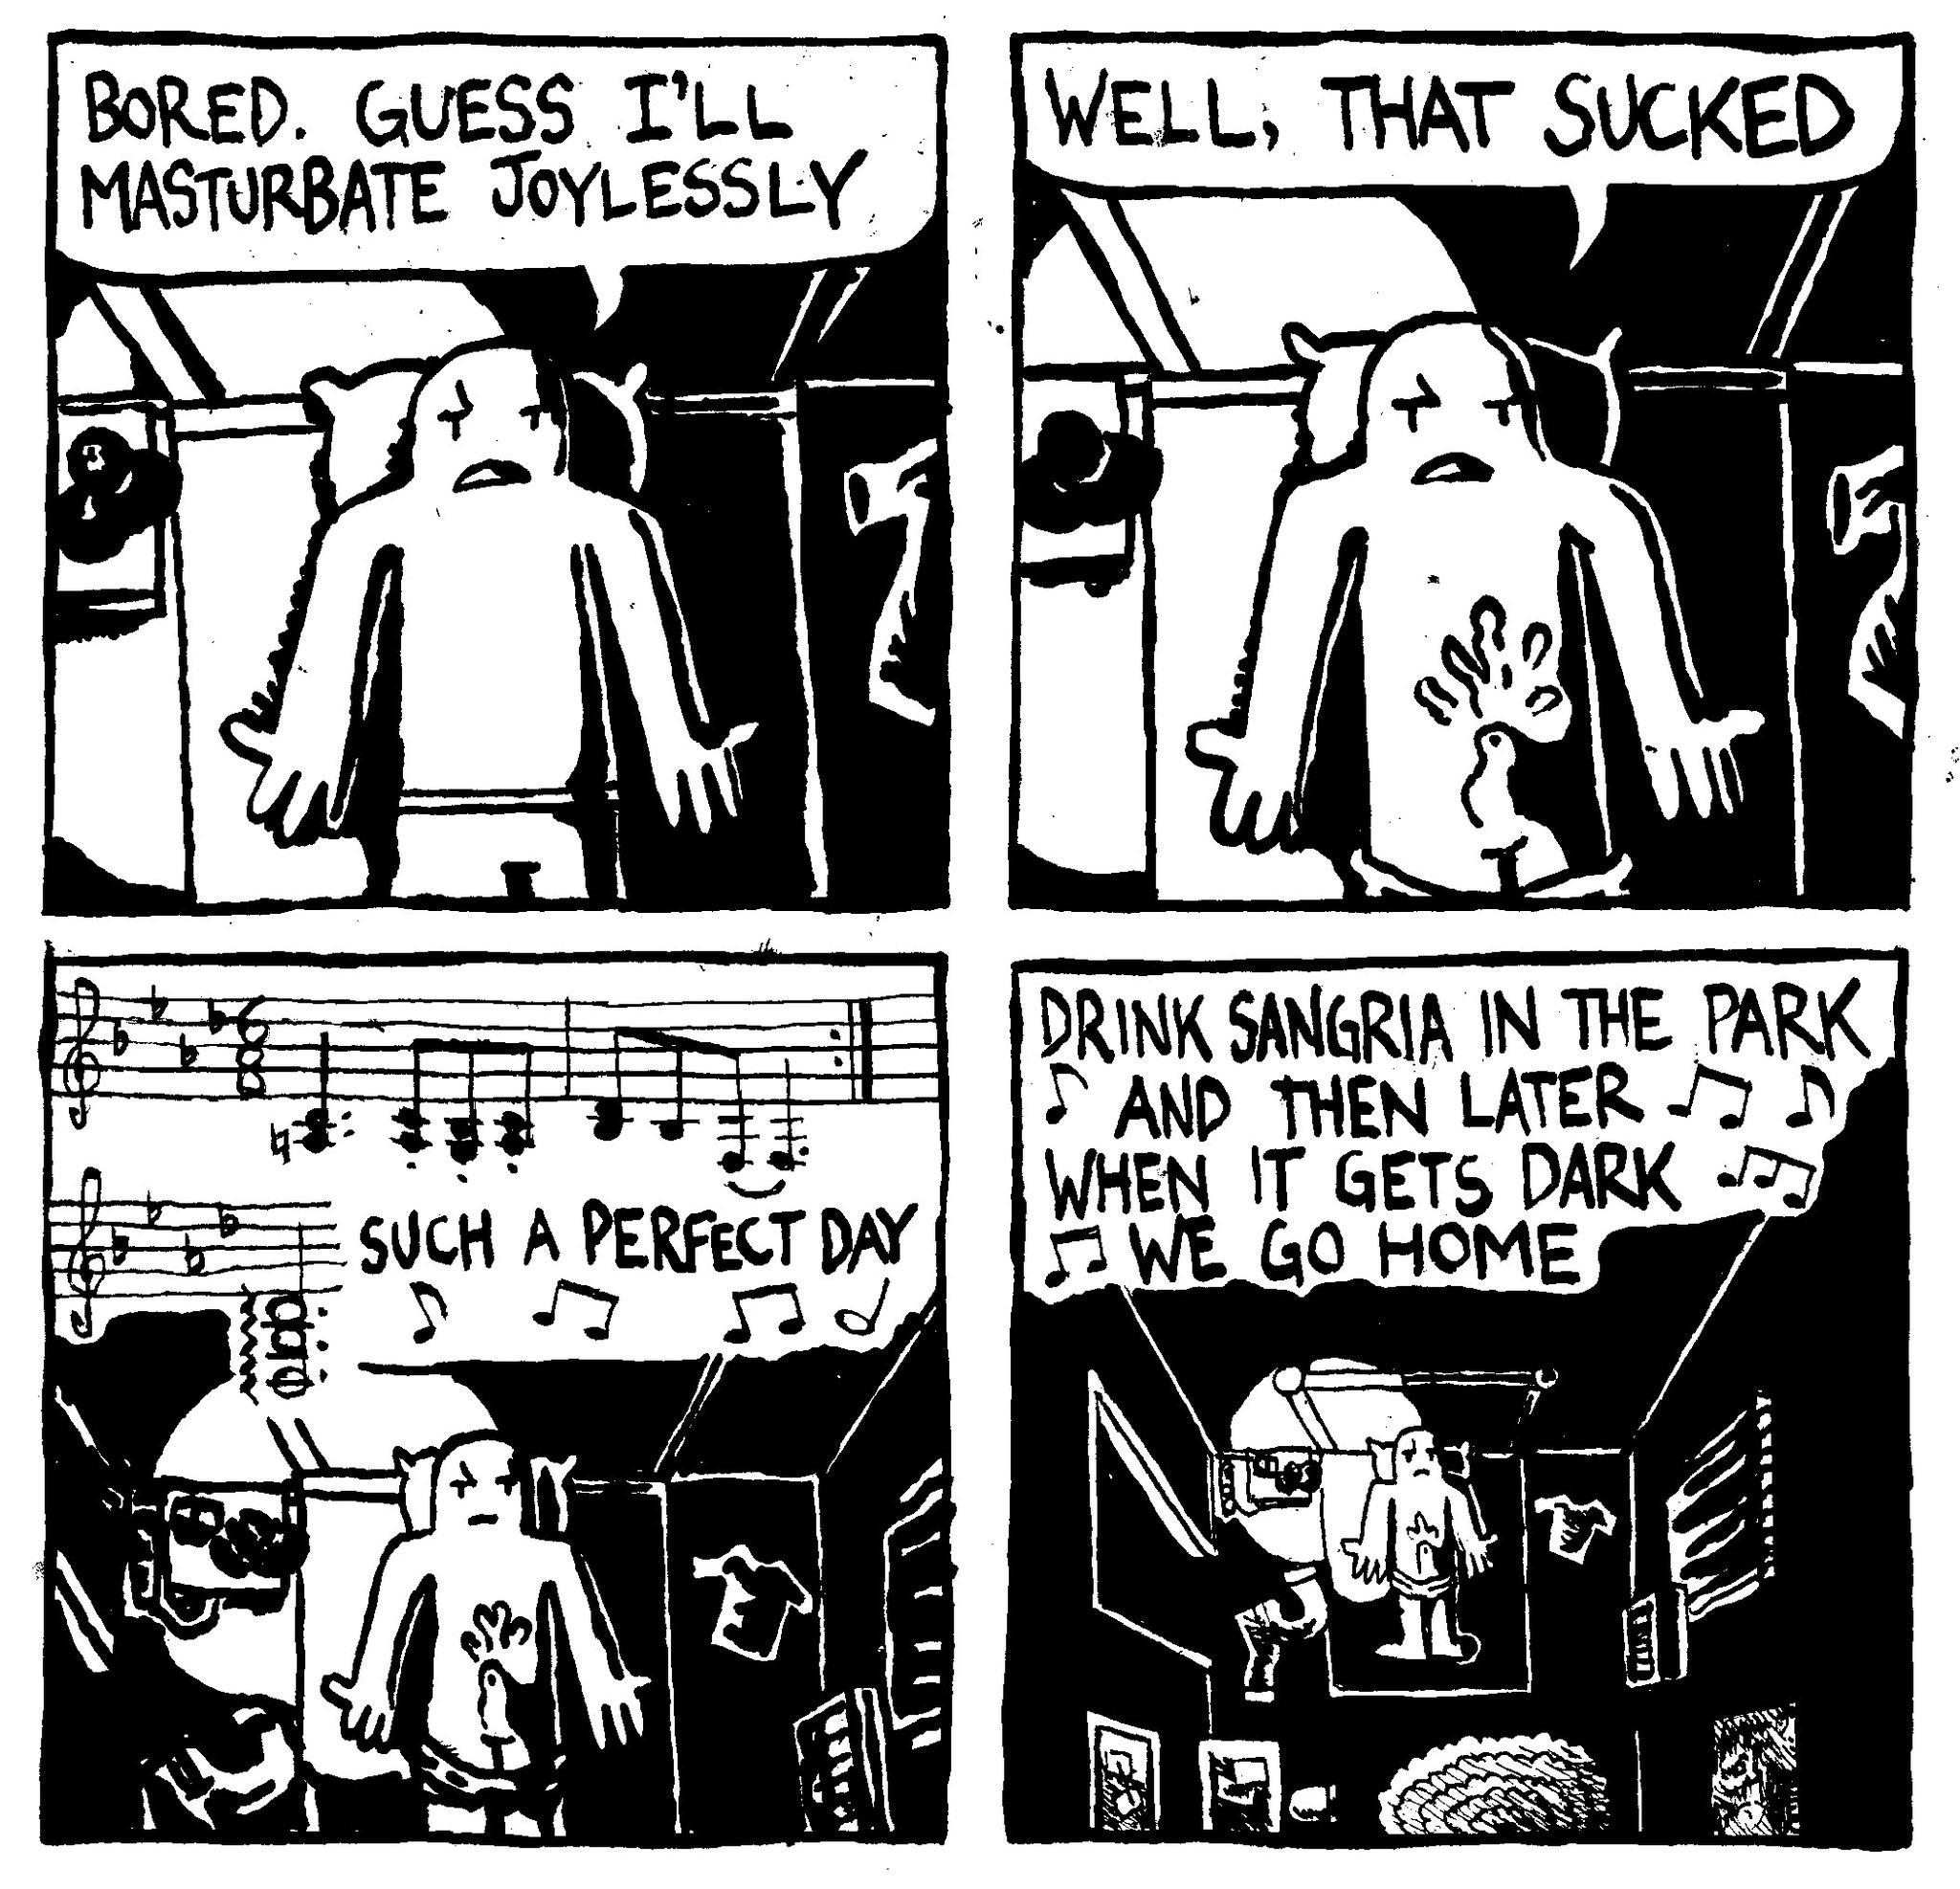 BORED. GUESS I'LL
MASTURBATE JOYLESSLY
WELL, THAT SUCKED
SUCH A PERFECT DAY
DRINK SANGRIA IN THE PARK
AND THEN LATER
WHEN IT GETS DARK
WE GO HOME